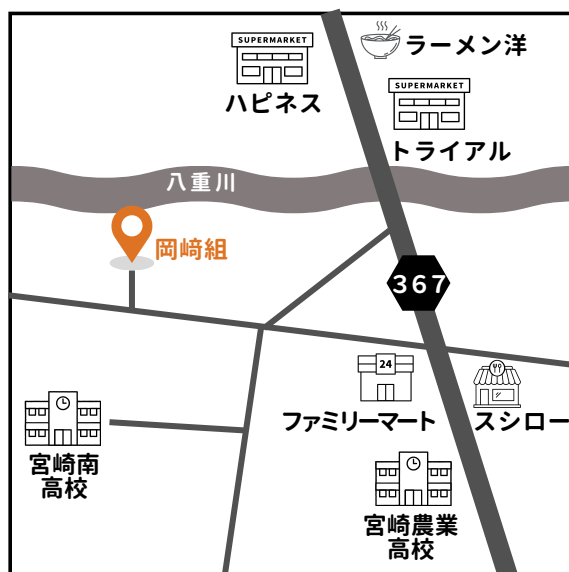 SUPERMARKET
ハピネス
ラーメン洋
SUPERMARKET
トライアル
八重川
岡﨑組
367
24
ファミリーマート
スシロー
宮崎南
高校
宮崎農業
高校